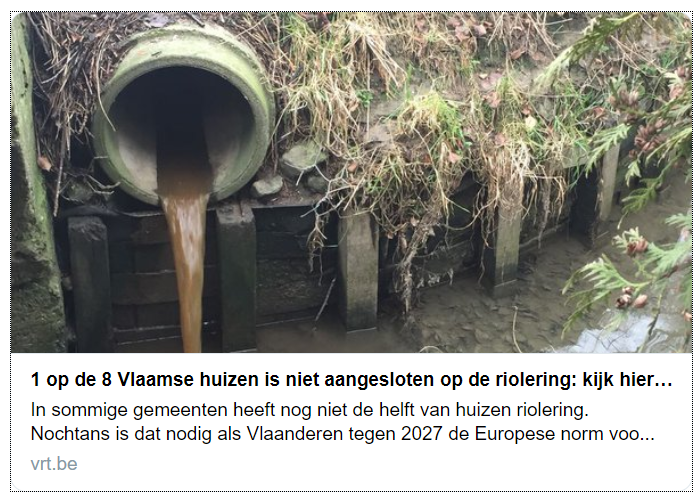 1 op de 8 Vlaamse huizen is niet aangesloten op de riolering: kijk hier…
In sommige gemeenten heeft nog niet de helft van huizen riolering.
Nochtans is dat nodig als Vlaanderen tegen 2027 de Europese norm voo...
vrt.be